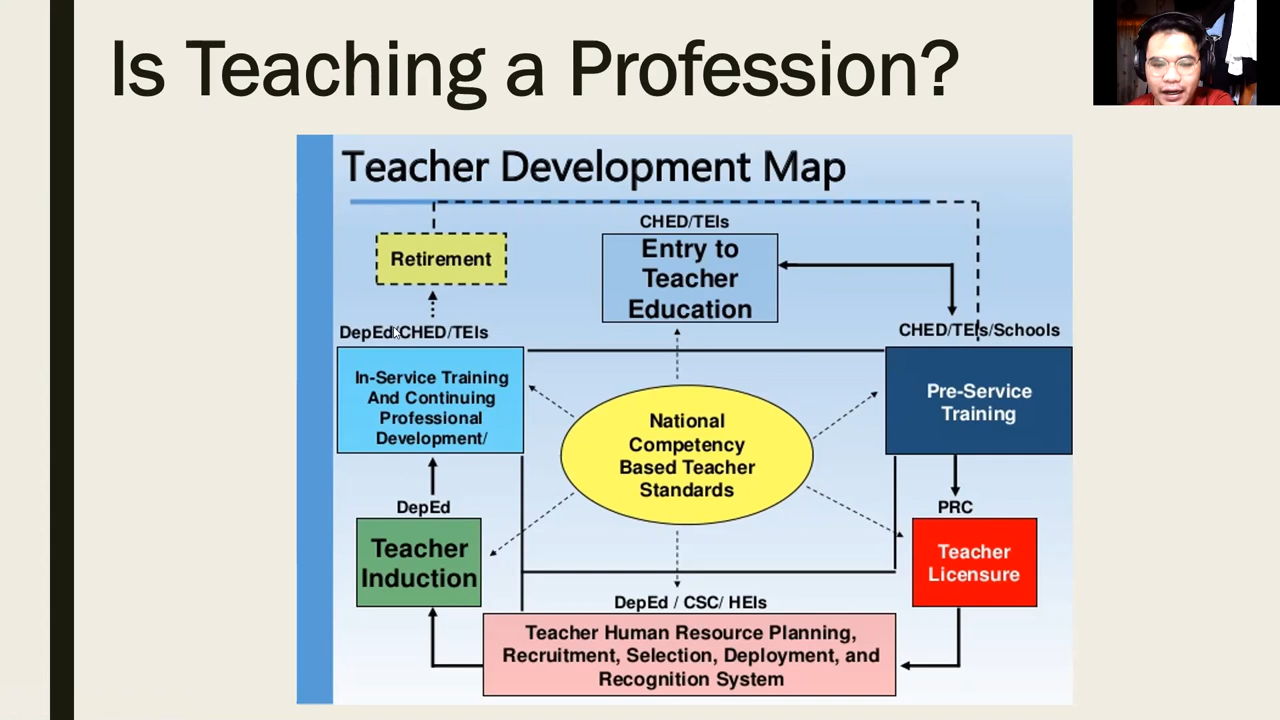 Is Teaching a Profession?
Teacher Development Map
CHED/TEIs
Entry to
Teacher
Education
Retirement
DepEd/CHED/TEIs
CHED/TEIs/Schools
In-Service Training
And Continuing
Professional
Development/
National
Competency
Based Teacher
Standards
Pre-Service
Training
DepEd
PRC
Teacher
Induction
Teacher
Licensure
DepEd / CSC/ HEIs
Teacher Human Resource Planning,
Recruitment, Selection, Deployment, and
Recognition System